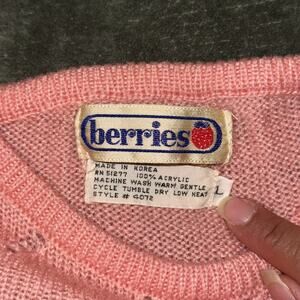 berries
MADE IN KOREA
RN 51277 100% ACRYLIC
MACHINE WASH WARM GENTLE
CYCLE TUMBLE DRY LOW HEAT
STYLE # 4072
L